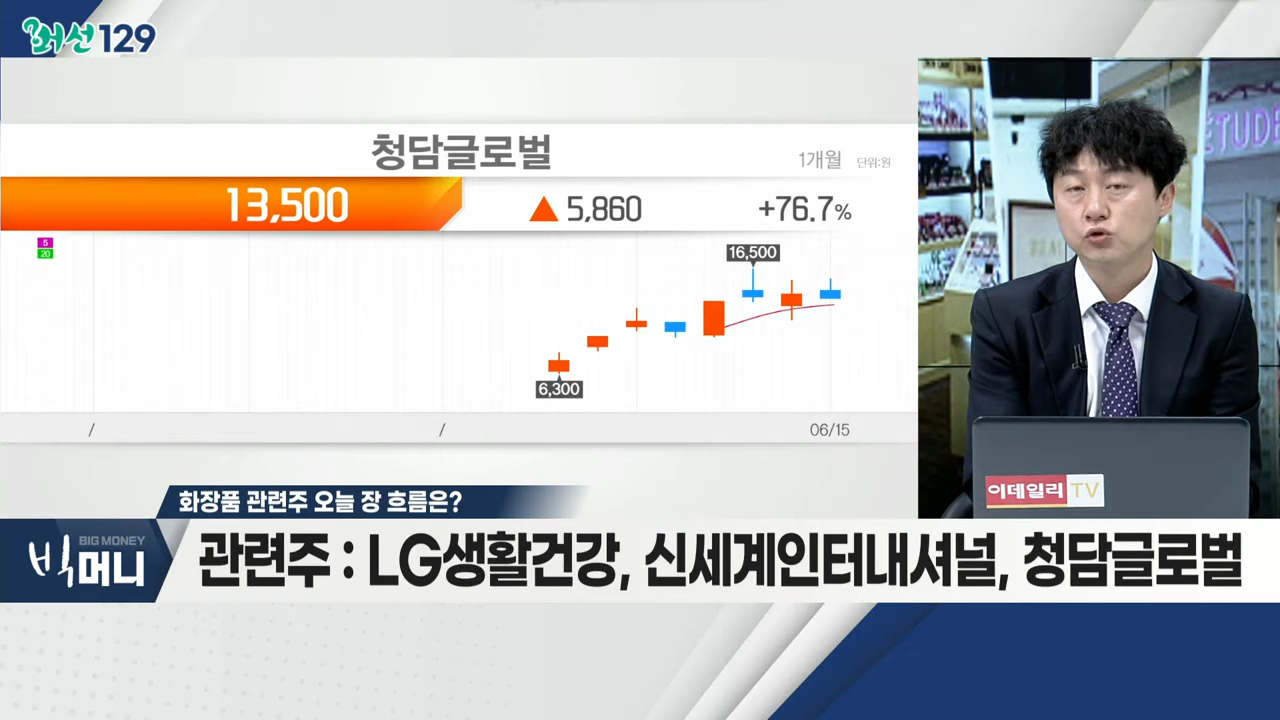 머선129
청담글로벌
1개월 단위:원
13,500 ▲ 5,860 +76.7%
5
20
16,500
6,300
/ / 06/15
ETUDE
이데일리 TV
화장품 관련주 오늘 장 흐름은?
BIG MONEY
빅머니
관련주 : LG생활건강, 신세계인터내셔널, 청담글로벌